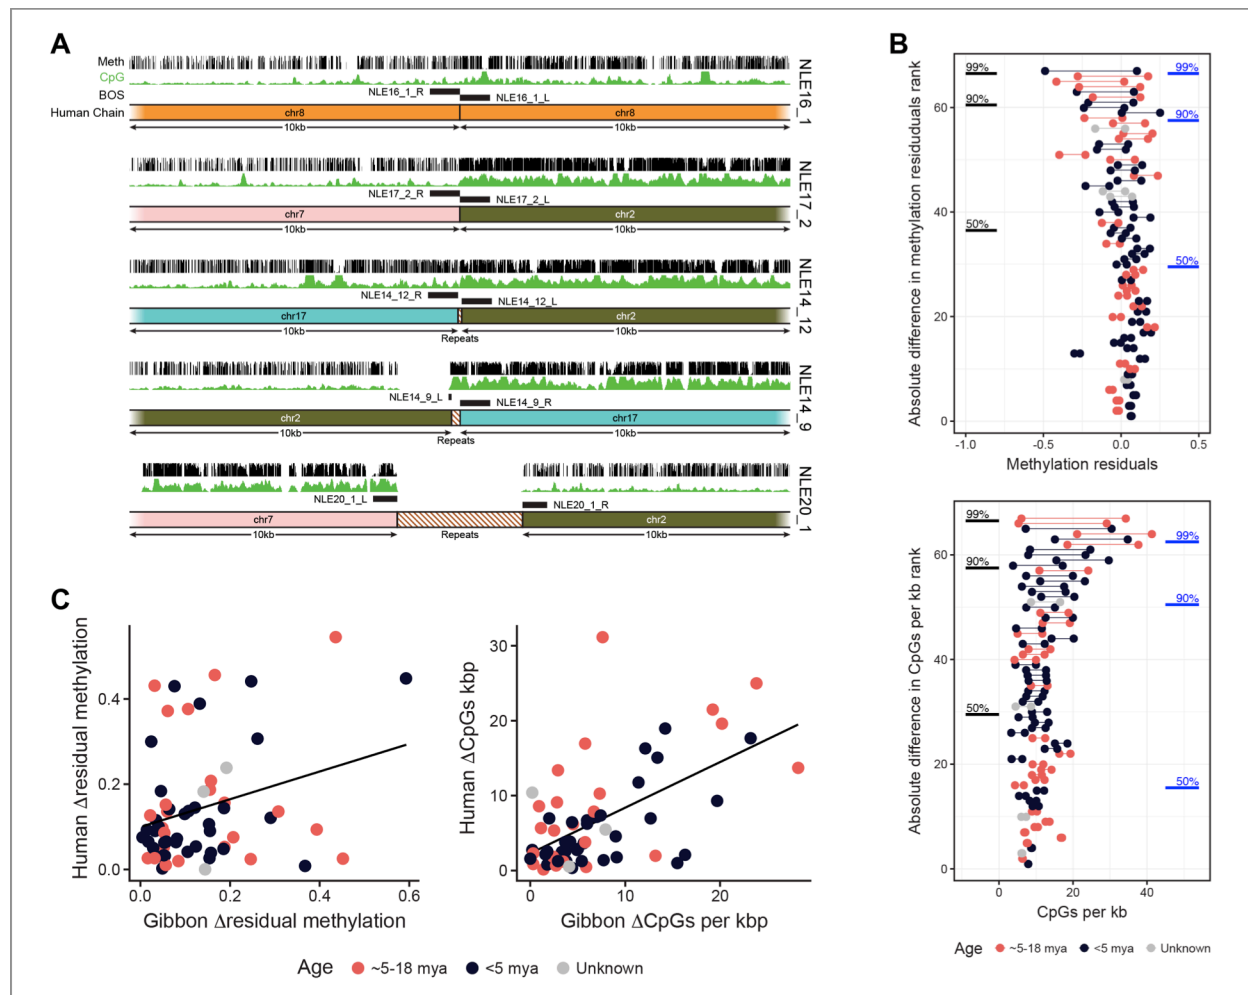 A
Meth
CpG
BOS
Human Chain
NLE16_1_R
NLE16_1_L
chr8
chr8
10kb
10kb
NLE16_1
NLE17_2_R
NLE17_2_L
chr7
chr2
10kb
10kb
NLE17_2
NLE14_12_R
NLE14_12_L
chr17
chr2
10kb
10kb
Repeats
NLE14_12
NLE14_9_L
NLE14_9_R
chr2
chr17
10kb
10kb
Repeats
NLE14_9
NLE20_1_L
NLE20_1_R
chr7
chr2
10kb
Repeats
10kb
NLE20_1
B
Absolute difference in methylation residuduals rank
99%
99%
90%
90%
50%
50%
60
40
20
0
-1.0
-0.5
0.0
0.5
Methylation residuals
Absolute difference in CpGs per kb rank
99%
99%
90%
90%
50%
50%
60
40
20
0
0
20
40
CpGs per kb
Age
~5-18 mya
<5 mya
Unknown
C
Human Δresidual methylation
0.4
0.2
0.0
0.0
0.2
0.4
0.6
Gibbon Δresidual methylation
Human ΔCpGs kbp
30
20
10
0
0
10
20
Gibbon ΔCpGs per kbp
Age
~5-18 mya
<5 mya
Unknown